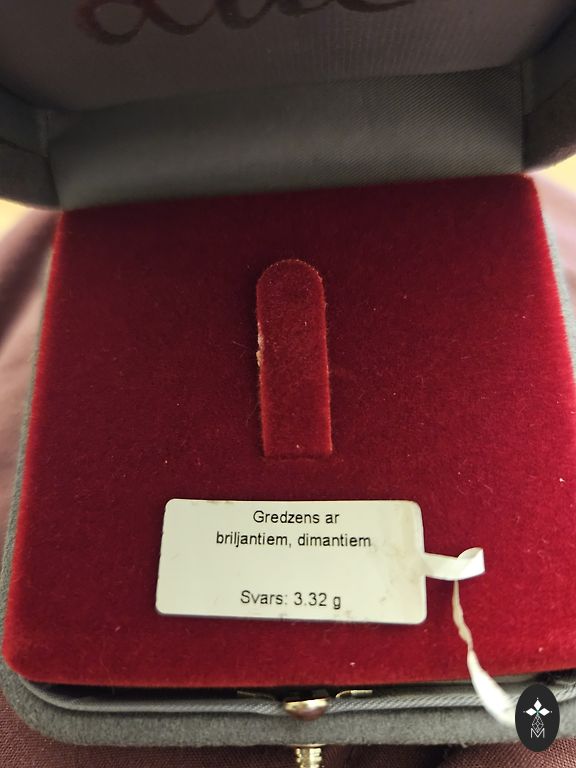 Gredzens ar
briljantiem, dimantiem
Svars: 3.32 g
M